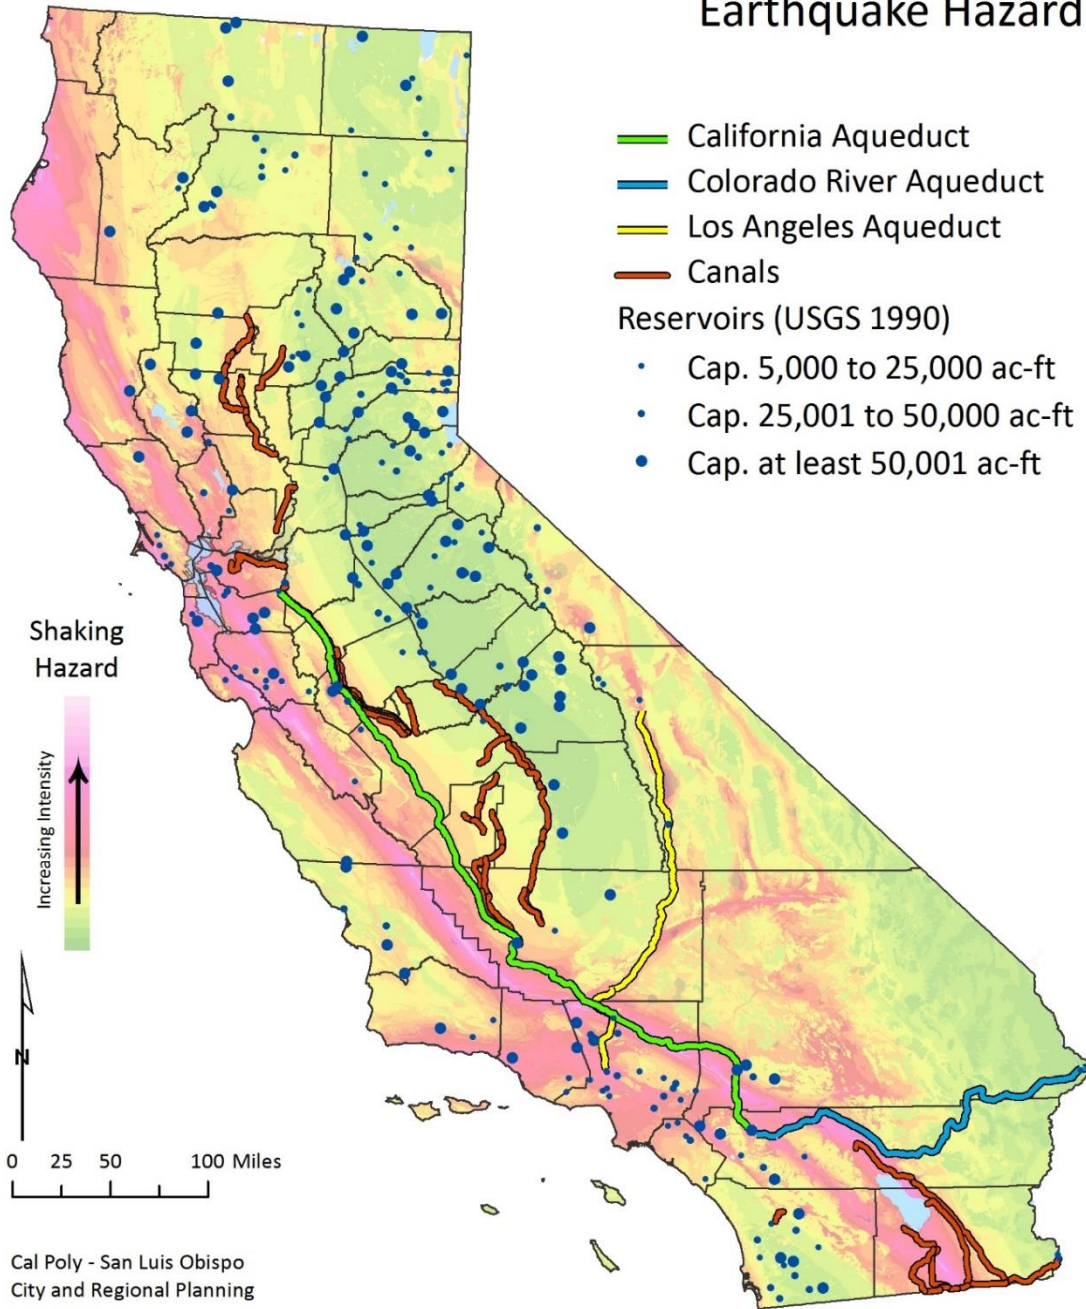 Earthquake Hazard
California Aqueduct
Colorado River Aqueduct
Los Angeles Aqueduct
Canals
Reservoirs (USGS 1990)
Cap. 5,000 to 25,000 ac-ft
Cap. 25,001 to 50,000 ac-ft
Cap. at least 50,001 ac-ft
Shaking
Hazard
Increasing Intensity
N
0 25 50 100 Miles
Cal Poly - San Luis Obispo
City and Regional Planning